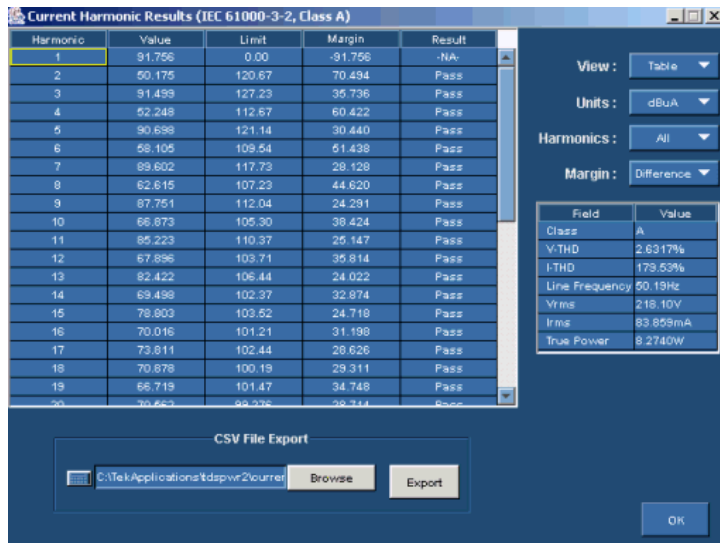 Current Harmonic Results (IEC 61000-3-2, Class A)
Harmonic Value Limit Margin Result
1 91.756 0.00 -91.756 -NA-
2 50.175 120.67 70.494 Pass
3 91.499 127.23 35.736 Pass
4 52.248 112.67 60.422 Pass
5 90.698 121.14 30.440 Pass
6 58.105 109.54 51.438 Pass
7 89.602 117.73 28.128 Pass
8 62.615 107.23 44.620 Pass
9 87.751 112.04 24.291 Pass
10 66.873 105.30 38.424 Pass
11 85.223 110.37 25.147 Pass
12 67.896 103.71 35.814 Pass
13 82.422 106.44 24.022 Pass
14 69.498 102.37 32.874 Pass
15 78.803 103.52 24.718 Pass
16 70.016 101.21 31.198 Pass
17 73.811 102.44 28.626 Pass
18 70.878 100.19 29.311 Pass
19 66.719 101.47 34.748 Pass
20 70.562 99.276 28.714 Pass
View : Table
Units : dBuA
Harmonics : All
Margin : Difference
Field Value
Class A
V-THD 2.6317%
I-THD 179.53%
Line Frequency 50.19Hz
Vrms 218.10V
Irms 83.859mA
True Power 8.2740W
CSV File Export
C:\TekApplications\tdspwr2\currer Browse Export
OK